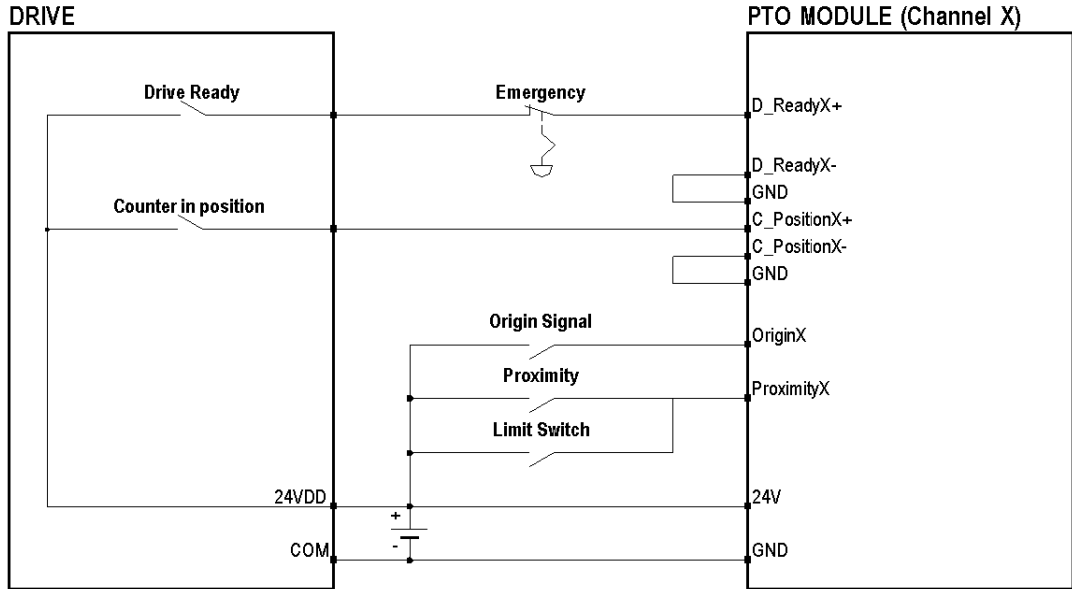 DRIVE
PTO MODULE (Channel X)
Drive Ready
Emergency
D_ReadyX+
D_ReadyX-
GND
Counter in position
C_PositionX+
C_PositionX-
GND
Origin Signal
OriginX
Proximity
ProximityX
Limit Switch
24VDD
24V
+
-
COM
GND